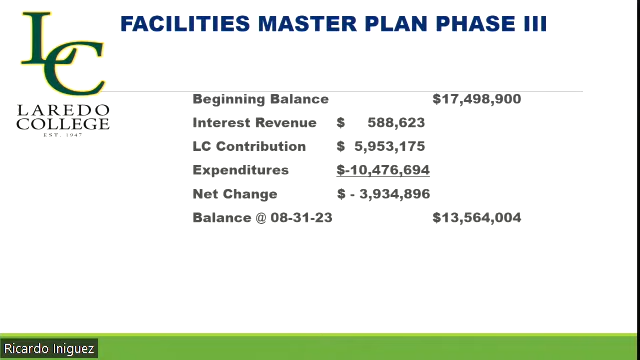 FACILITIES MASTER PLAN PHASE III
LC
LAREDO
COLLEGE
EST. 1947
Beginning Balance $17,498,900
Interest Revenue $ 588,623
LC Contribution $ 5,953,175
Expenditures $-10,476,694
Net Change $ - 3,934,896
Balance @ 08-31-23 $13,564,004
Ricardo Iniguez